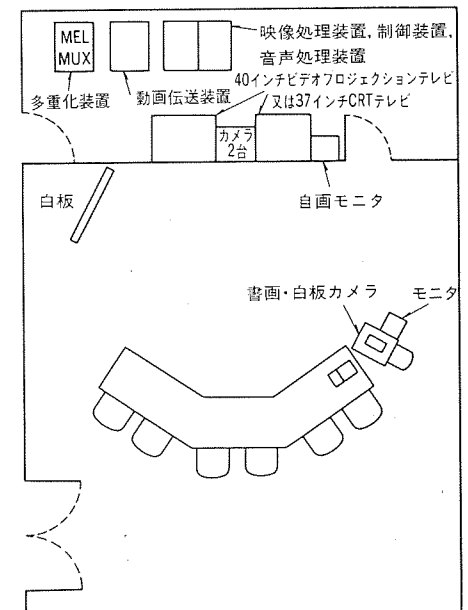 MEL
MUX
映像処理装置,制御装置,
音声処理装置
多重化装置
動画伝送装置
40インチビデオプロジェクションテレビ
又は37インチCRTテレビ
カメラ
2台
白板
自画モニタ
書画・白板カメラ
モニタ